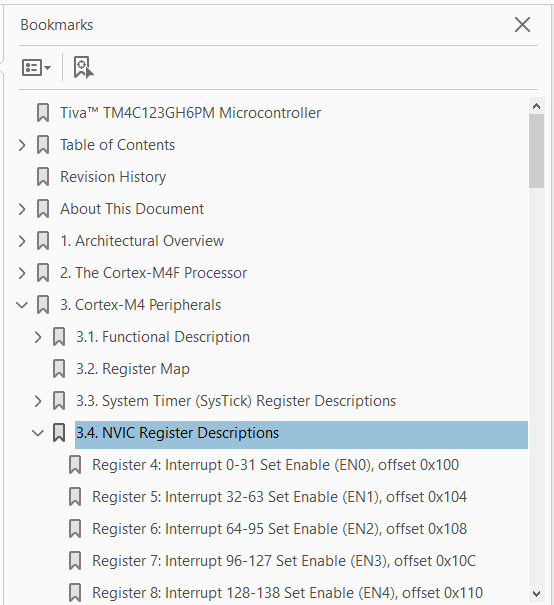 Bookmarks
Tiva™ TM4C123GH6PM Microcontroller
Table of Contents
Revision History
About This Document
1. Architectural Overview
2. The Cortex-M4F Processor
3. Cortex-M4 Peripherals
3.1. Functional Description
3.2. Register Map
3.3. System Timer (SysTick) Register Descriptions
3.4. NVIC Register Descriptions
Register 4: Interrupt 0-31 Set Enable (EN0), offset 0x100
Register 5: Interrupt 32-63 Set Enable (EN1), offset 0x104
Register 6: Interrupt 64-95 Set Enable (EN2), offset 0x108
Register 7: Interrupt 96-127 Set Enable (EN3), offset 0x10C
Register 8: Interrupt 128-138 Set Enable (EN4), offset 0x110